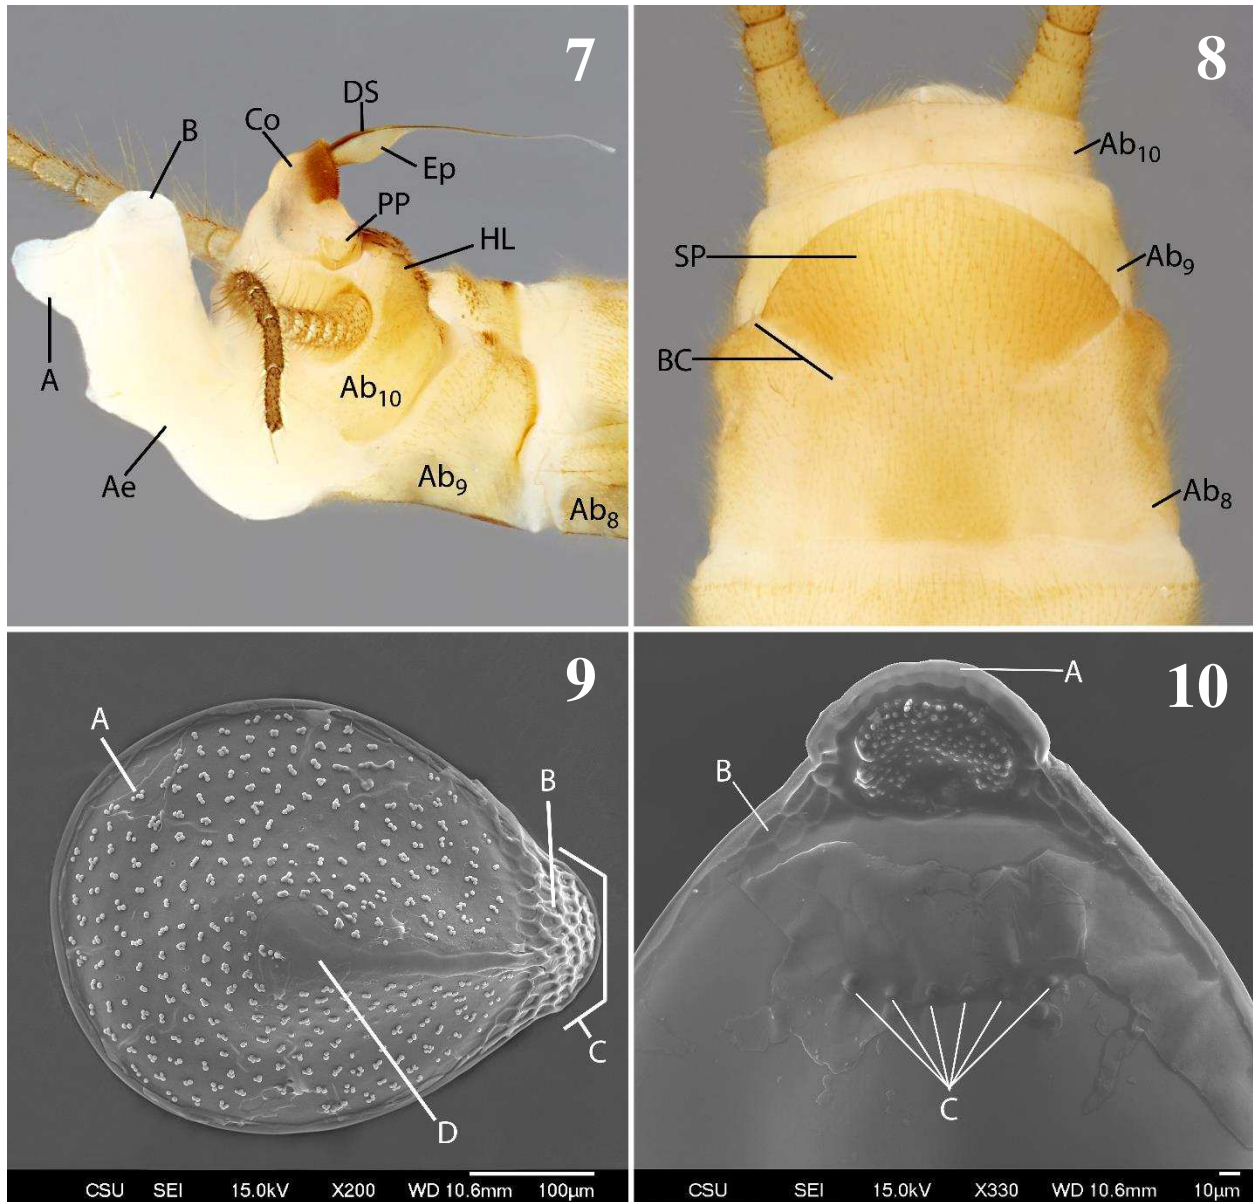 7
DS
Co
B
Ep
PP
HL
A
Ab10
Ae
Ab9
Ab8
8
Ab10
SP
Ab9
BC
Ab8
9
A
B
C
D
CSU SEI 15.0kV X200 WD 10.6mm 100μm
10
A
B
C
CSU SEI 15.0kV X330 WD 10.6mm 10μm